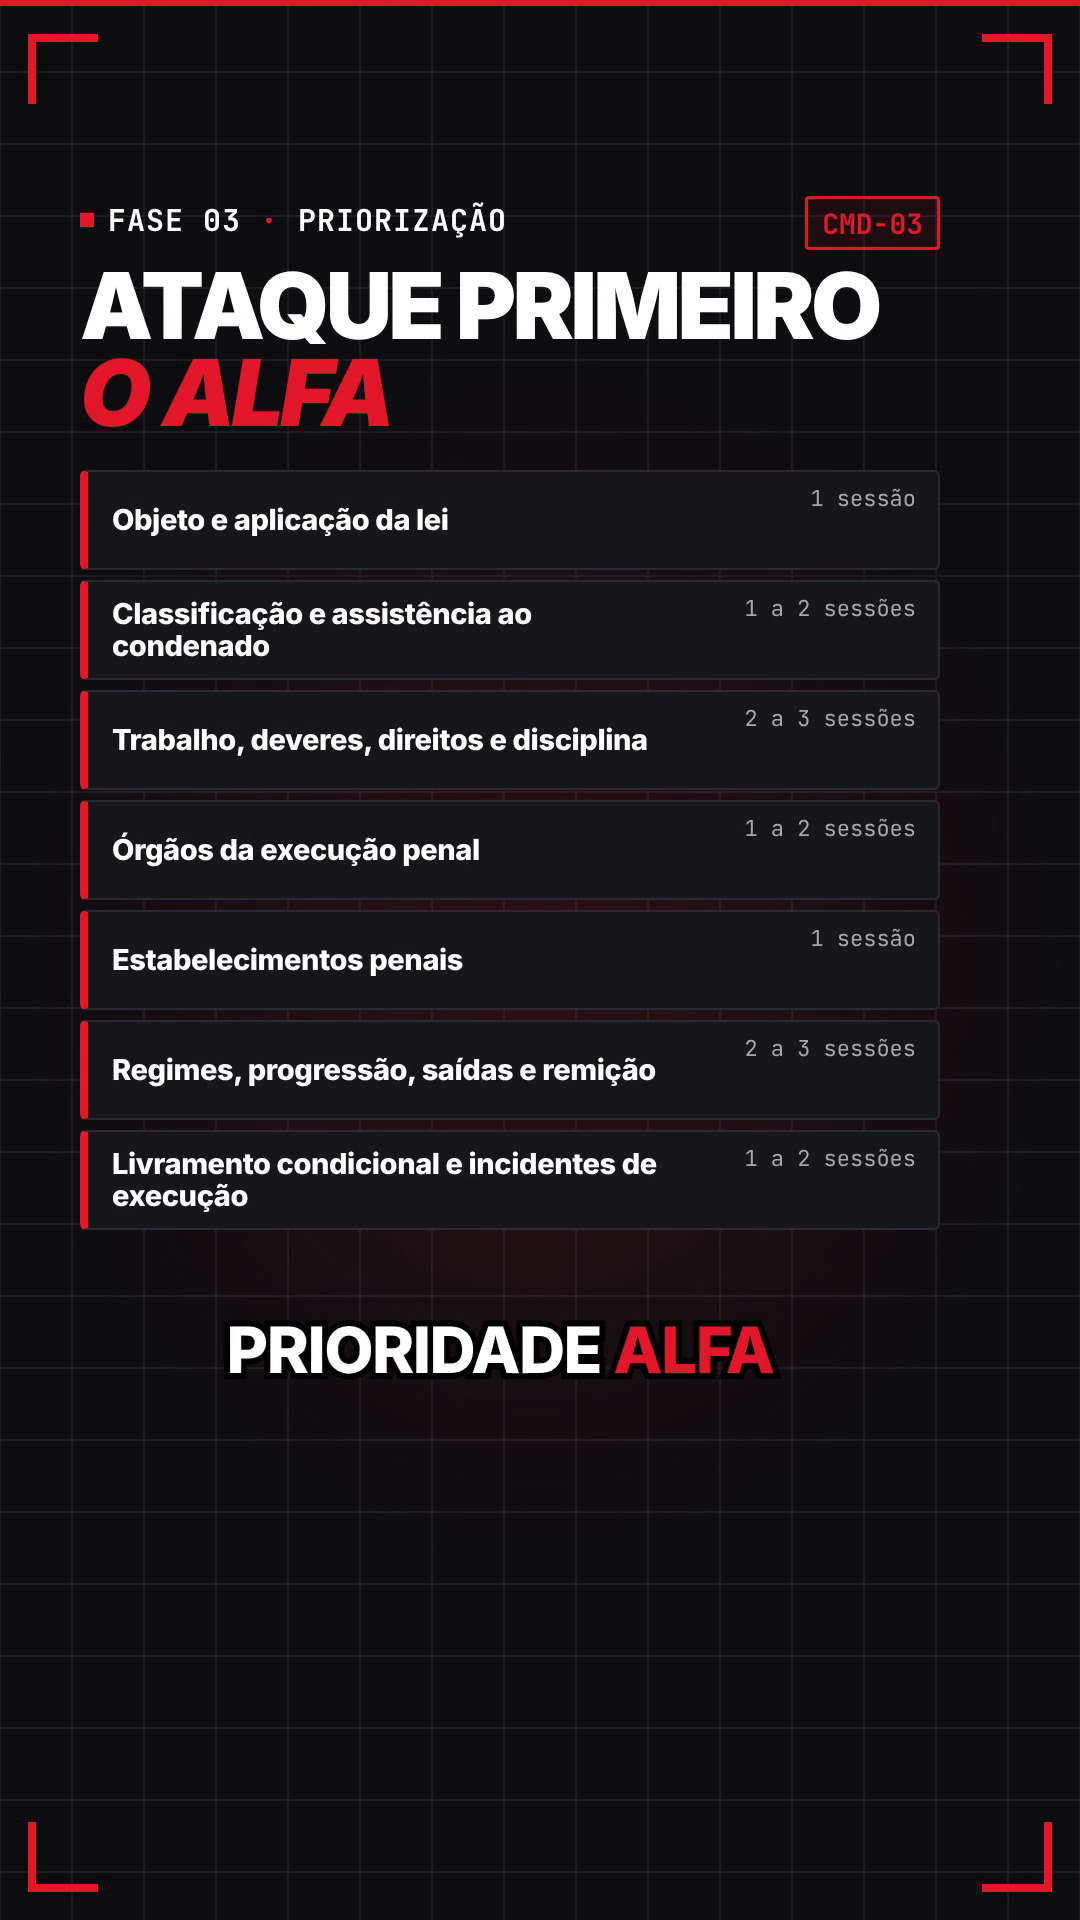 FASE 03 · PRIORIZAÇÃO
CMD-03
ATAQUE PRIMEIRO
O ALFA
Objeto e aplicação da lei
1 sessão
Classificação e assistência ao
condenado
1 a 2 sessões
Trabalho, deveres, direitos e disciplina
2 a 3 sessões
Órgãos da execução penal
1 a 2 sessões
Estabelecimentos penais
1 sessão
Regimes, progressão, saídas e remição
2 a 3 sessões
Livramento condicional e incidentes de
execução
1 a 2 sessões
PRIORIDADE ALFA